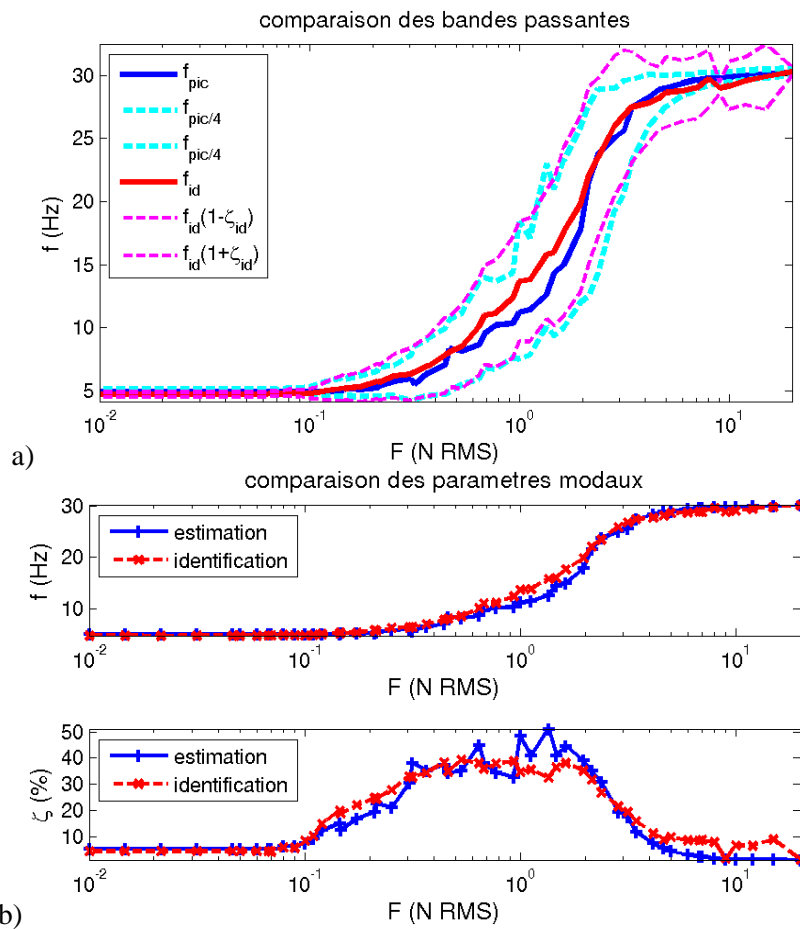 comparaison des bandes passantes
f (Hz)
30
25
20
15
10
5
f_pic
f_pic/4
f_pic/4
f_id
f_id(1-ζ_id)
f_id(1+ζ_id)
10^-2
10^-1
10^0
10^1
F (N RMS)
a)
comparaison des parametres modaux
f (Hz)
30
20
10
estimation
identification
10^-2
10^-1
10^0
10^1
F (N RMS)
ζ (%)
50
40
30
20
10
estimation
identification
10^-2
10^-1
10^0
10^1
F (N RMS)
b)